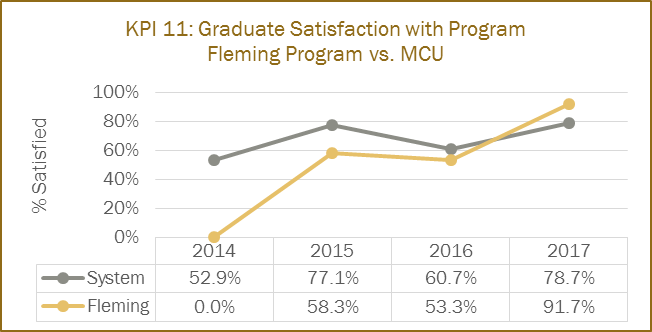 KPI 11: Graduate Satisfaction with Program
Fleming Program vs. MCU
% Satisfied
100%
80%
60%
40%
20%
0%
2014 2015 2016 2017
System 52.9% 77.1% 60.7% 78.7%
Fleming 0.0% 58.3% 53.3% 91.7%